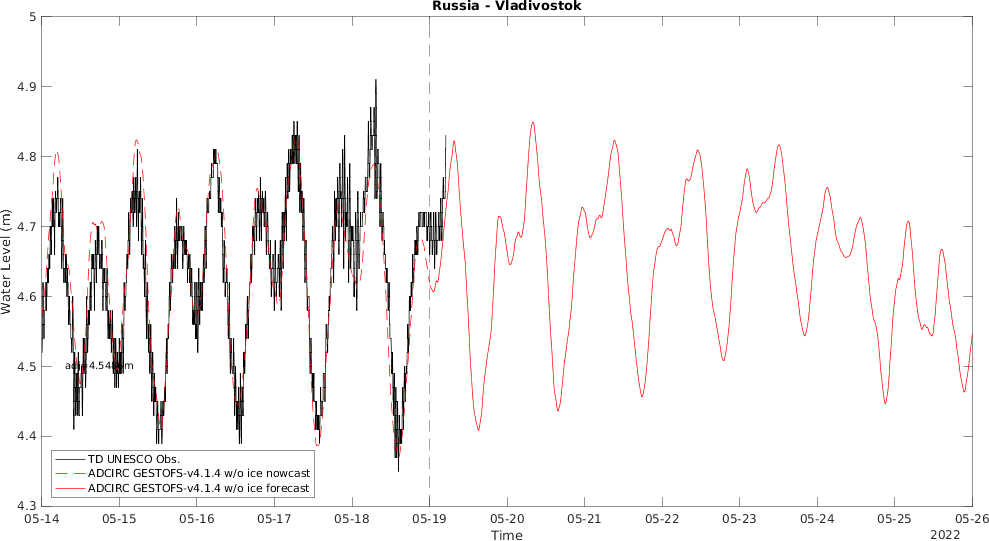 Russia - Vladivostok
5
4.9
4.8
4.7
4.6
4.5
4.4
4.3
Water Level (m)
TD UNESCO Obs.
ADCIRC GESTOFS-v4.1.4 w/o ice nowcast
ADCIRC GESTOFS-v4.1.4 w/o ice forecast
05-14 05-15 05-16 05-17 05-18 05-19 05-20 05-21 05-22 05-23 05-24 05-25 05-26
Time
2022